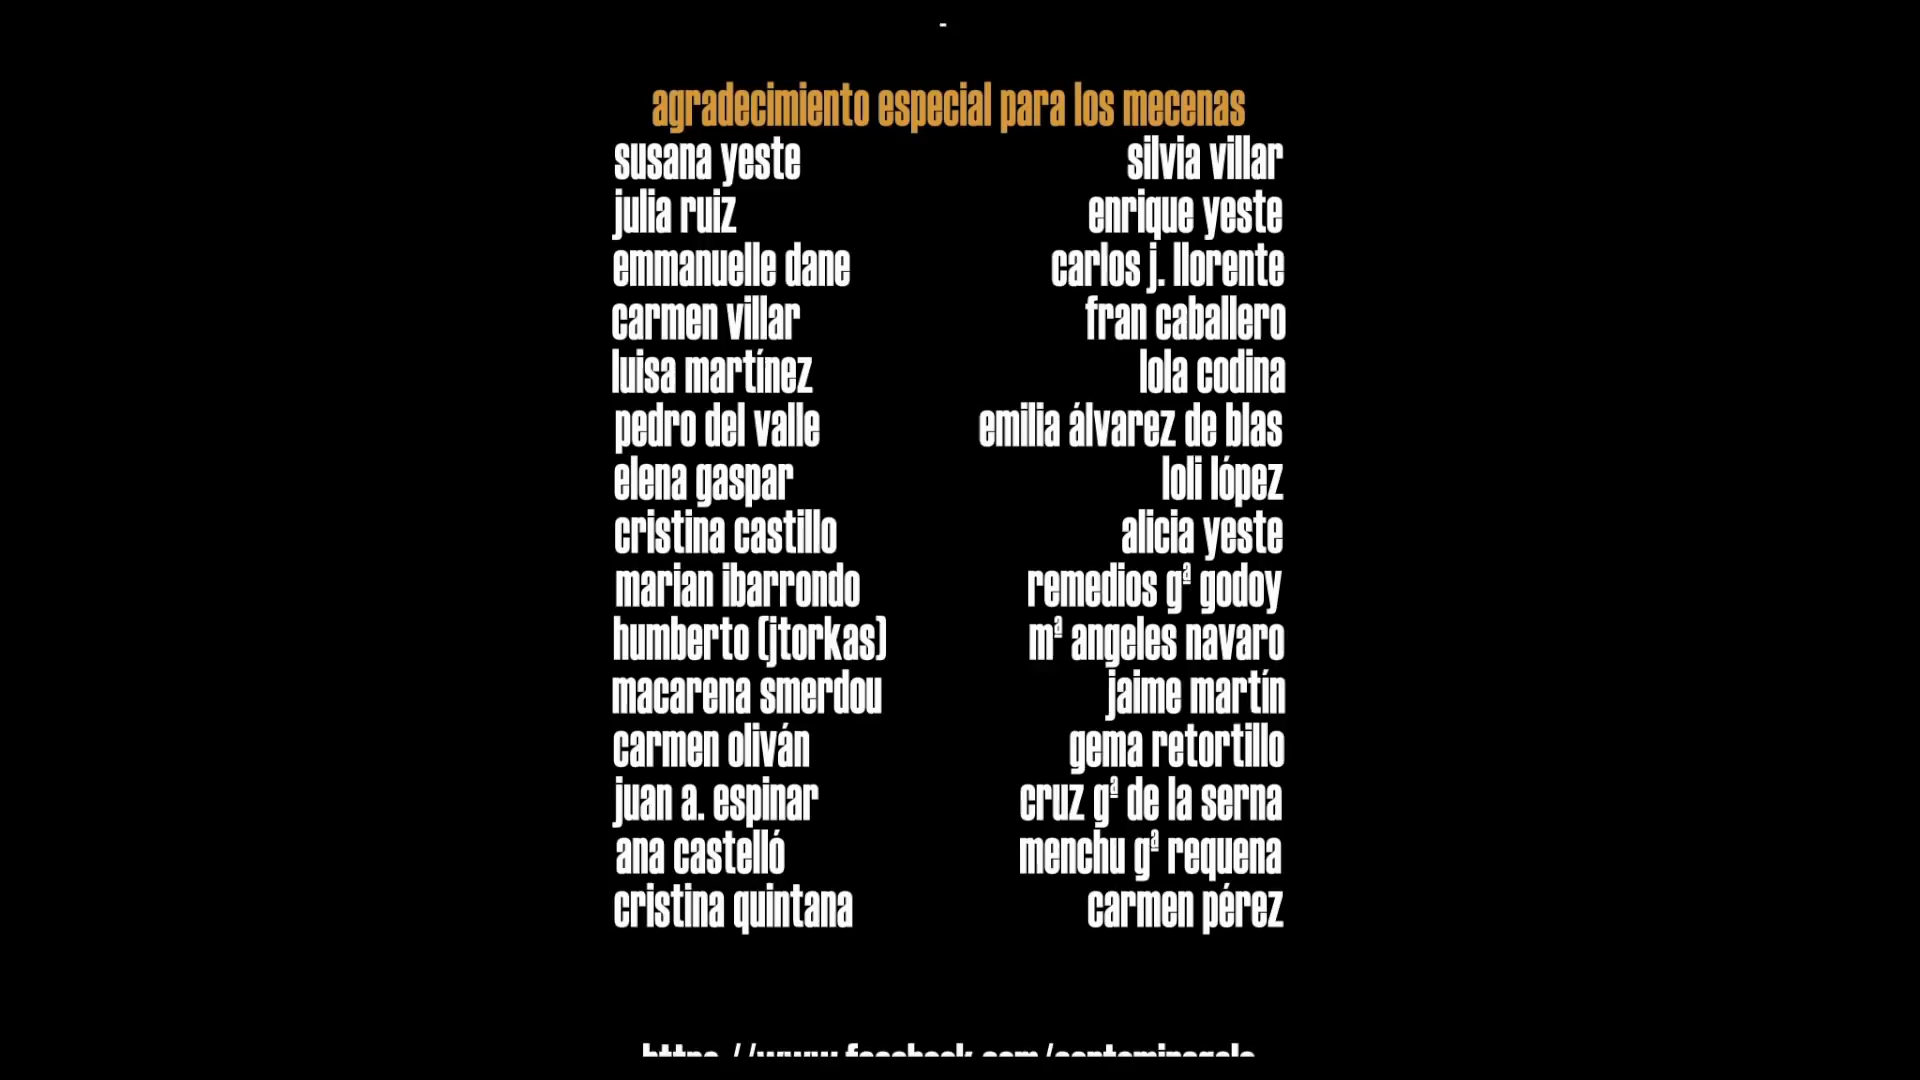 agradecimiento especial para los mecenas
susana yeste silvia villar
julia ruiz enrique yeste
emmanuelle dane carlos j. llorente
carmen villar fran caballero
luisa martínez lola codina
pedro del valle emilia álvarez de blas
elena gaspar loli lópez
cristina castillo alicia yeste
marian ibarrondo remedios gª godoy
humberto (jtorkas) mª angeles navaro
macarena smerdou jaime martín
carmen oliván gema retortillo
juan a. espinar cruz gª de la serna
ana castelló menchu gª requena
cristina quintana carmen pérez